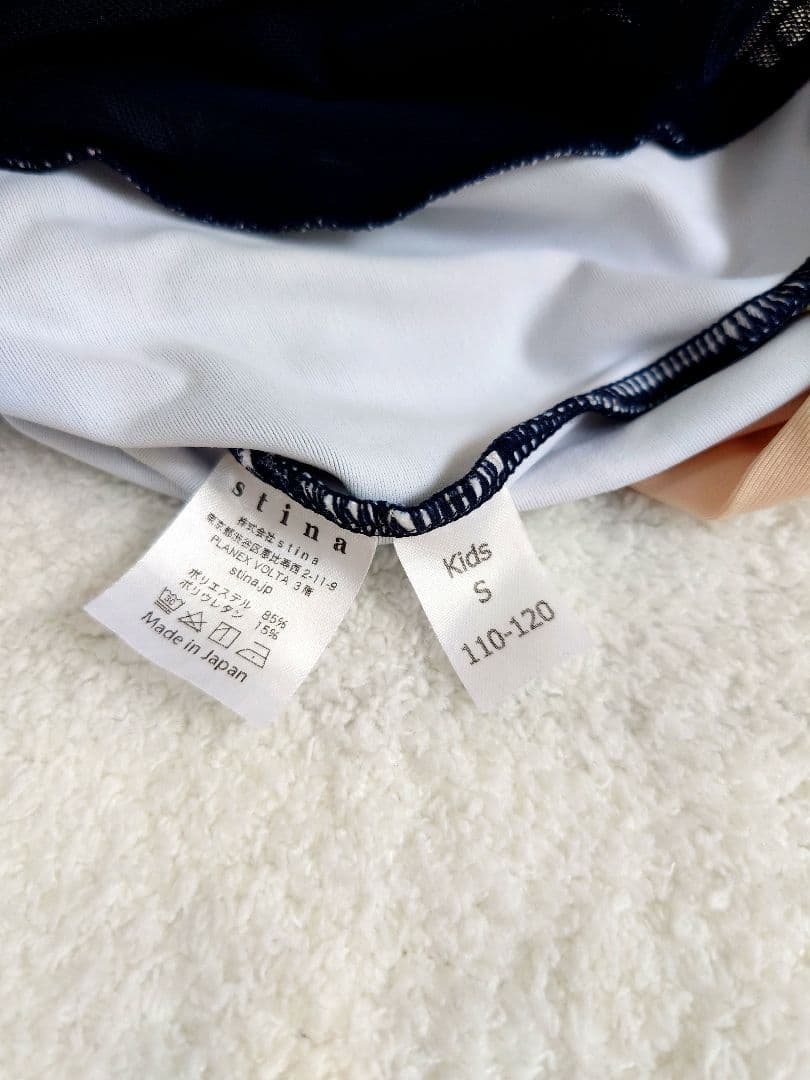 stina
株式会社stina
東京都渋谷区恵比寿西2-11-9
PLANEX VOLTA 3階
stina.jp
ポリエステル 85%
ポリウレタン 15%
30
Made in Japan
Kids
S
110-120